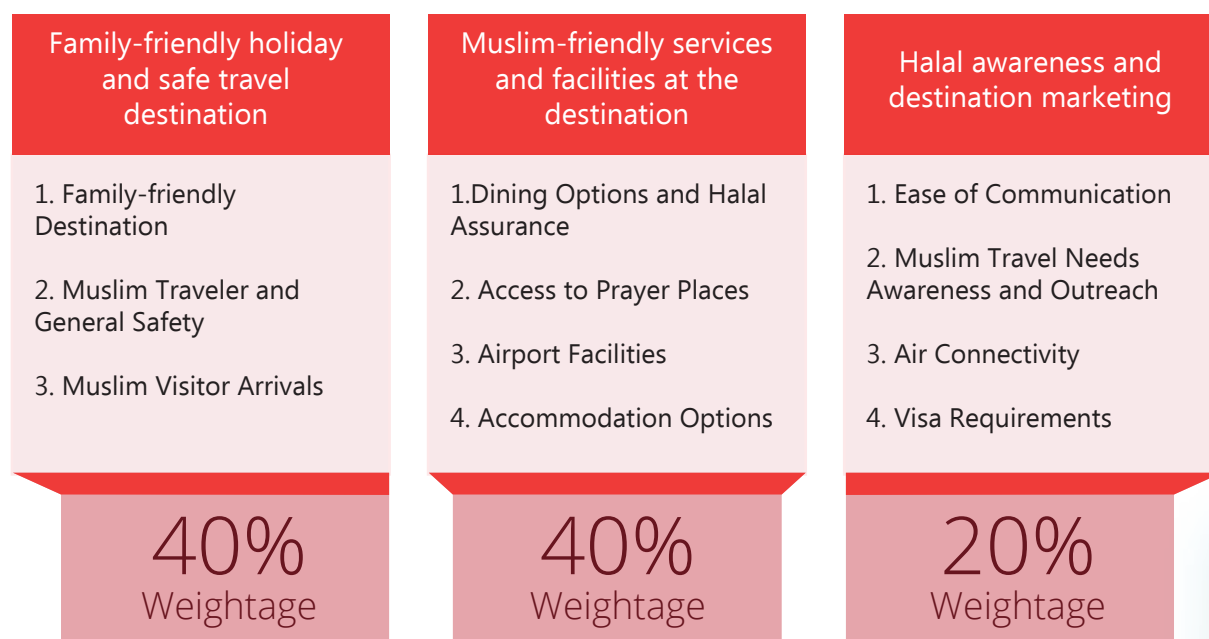 Family-friendly holiday
and safe travel
destination
1. Family-friendly
Destination
2. Muslim Traveler and
General Safety
3. Muslim Visitor Arrivals
40%
Weightage
Muslim-friendly services
and facilities at the
destination
1.Dining Options and Halal
Assurance
2. Access to Prayer Places
3. Airport Facilities
4. Accommodation Options
40%
Weightage
Halal awareness and
destination marketing
1. Ease of Communication
2. Muslim Travel Needs
Awareness and Outreach
3. Air Connectivity
4. Visa Requirements
20%
Weightage